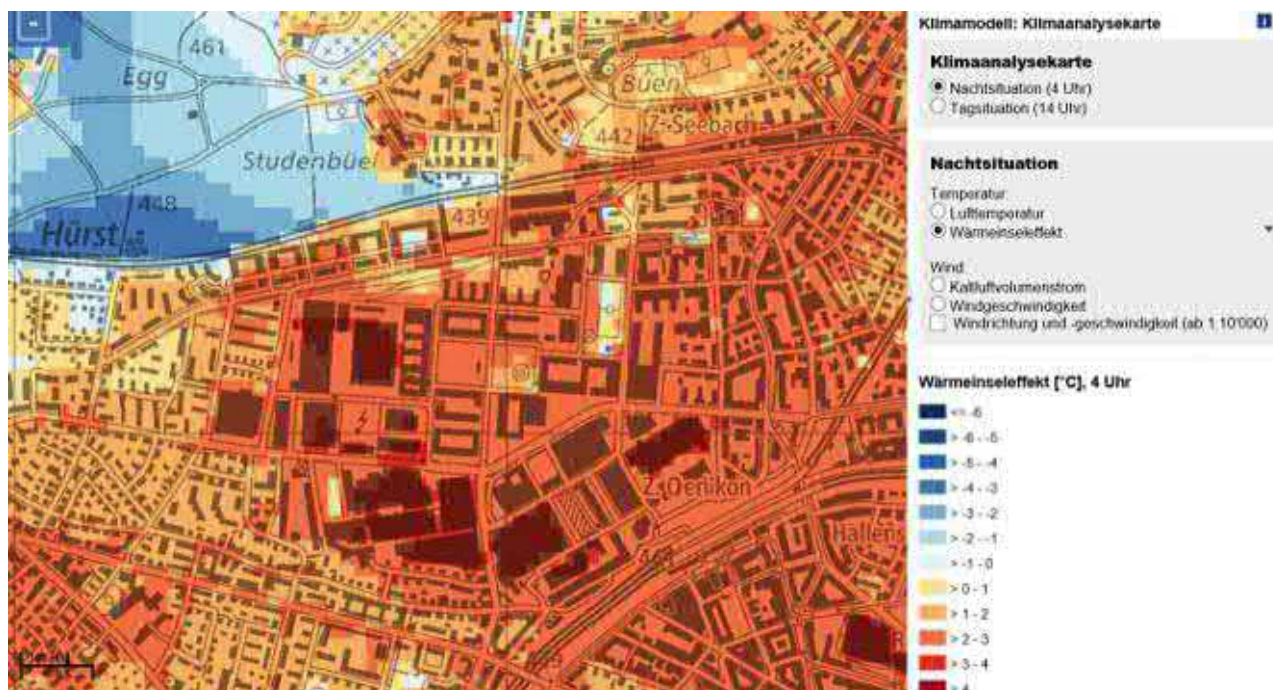 461
Egg
Büen
442
Z.-Seebach
Studenbüel
448
439
Hürst
Z.-Oerlikon
Hallens
Klimamodell: Klimaanalysekarte
Klimaanalysekarte
Nachtsituation (4 Uhr)
Tagsituation (14 Uhr)
Nachtsituation
Temperatur
Lufttemperatur
Wärmeinseleffekt
Wind
Kaltluftvolumenstrom
Windgeschwindigkeit
Windrichtung und -geschwindigkeit (ab 1:10'000)
Wärmeinseleffekt [°C], 4 Uhr
<= -6
> -6 - -5
> -5 - -4
> -4 - -3
> -3 - -2
> -2 - -1
> -1 - 0
> 0 - 1
> 1 - 2
> 2 - 3
> 3 - 4
> 4